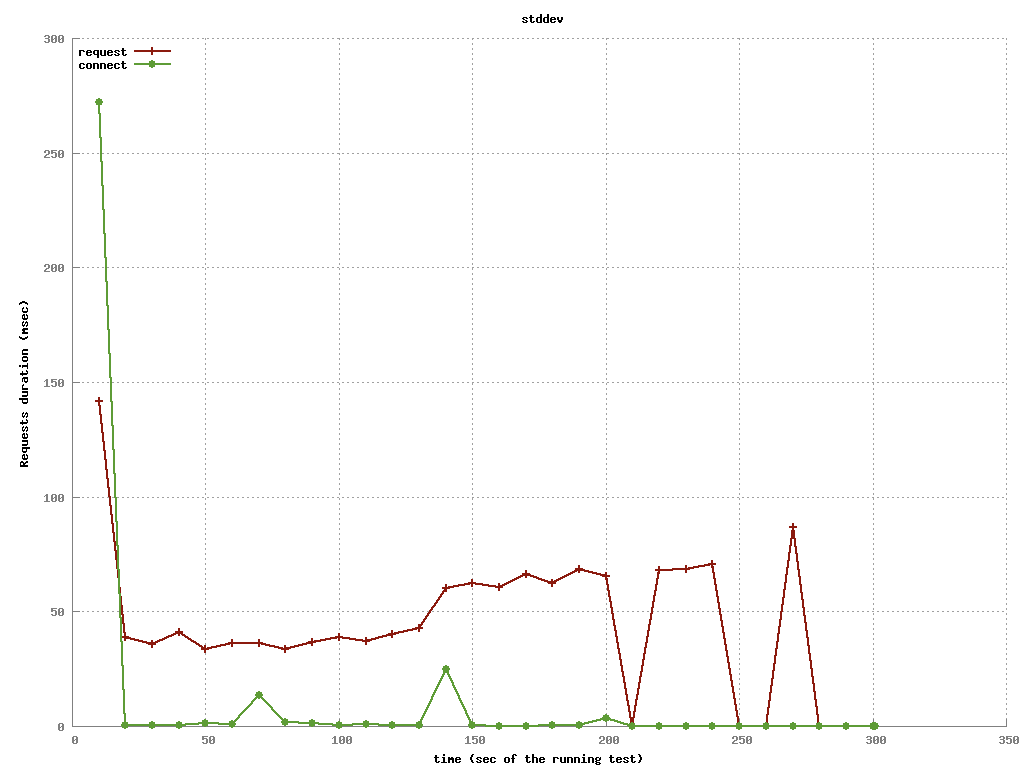 stddev
300
request
connect
250
200
150
100
50
0
Requests duration (msec)
0 50 100 150 200 250 300 350
time (sec of the running test)